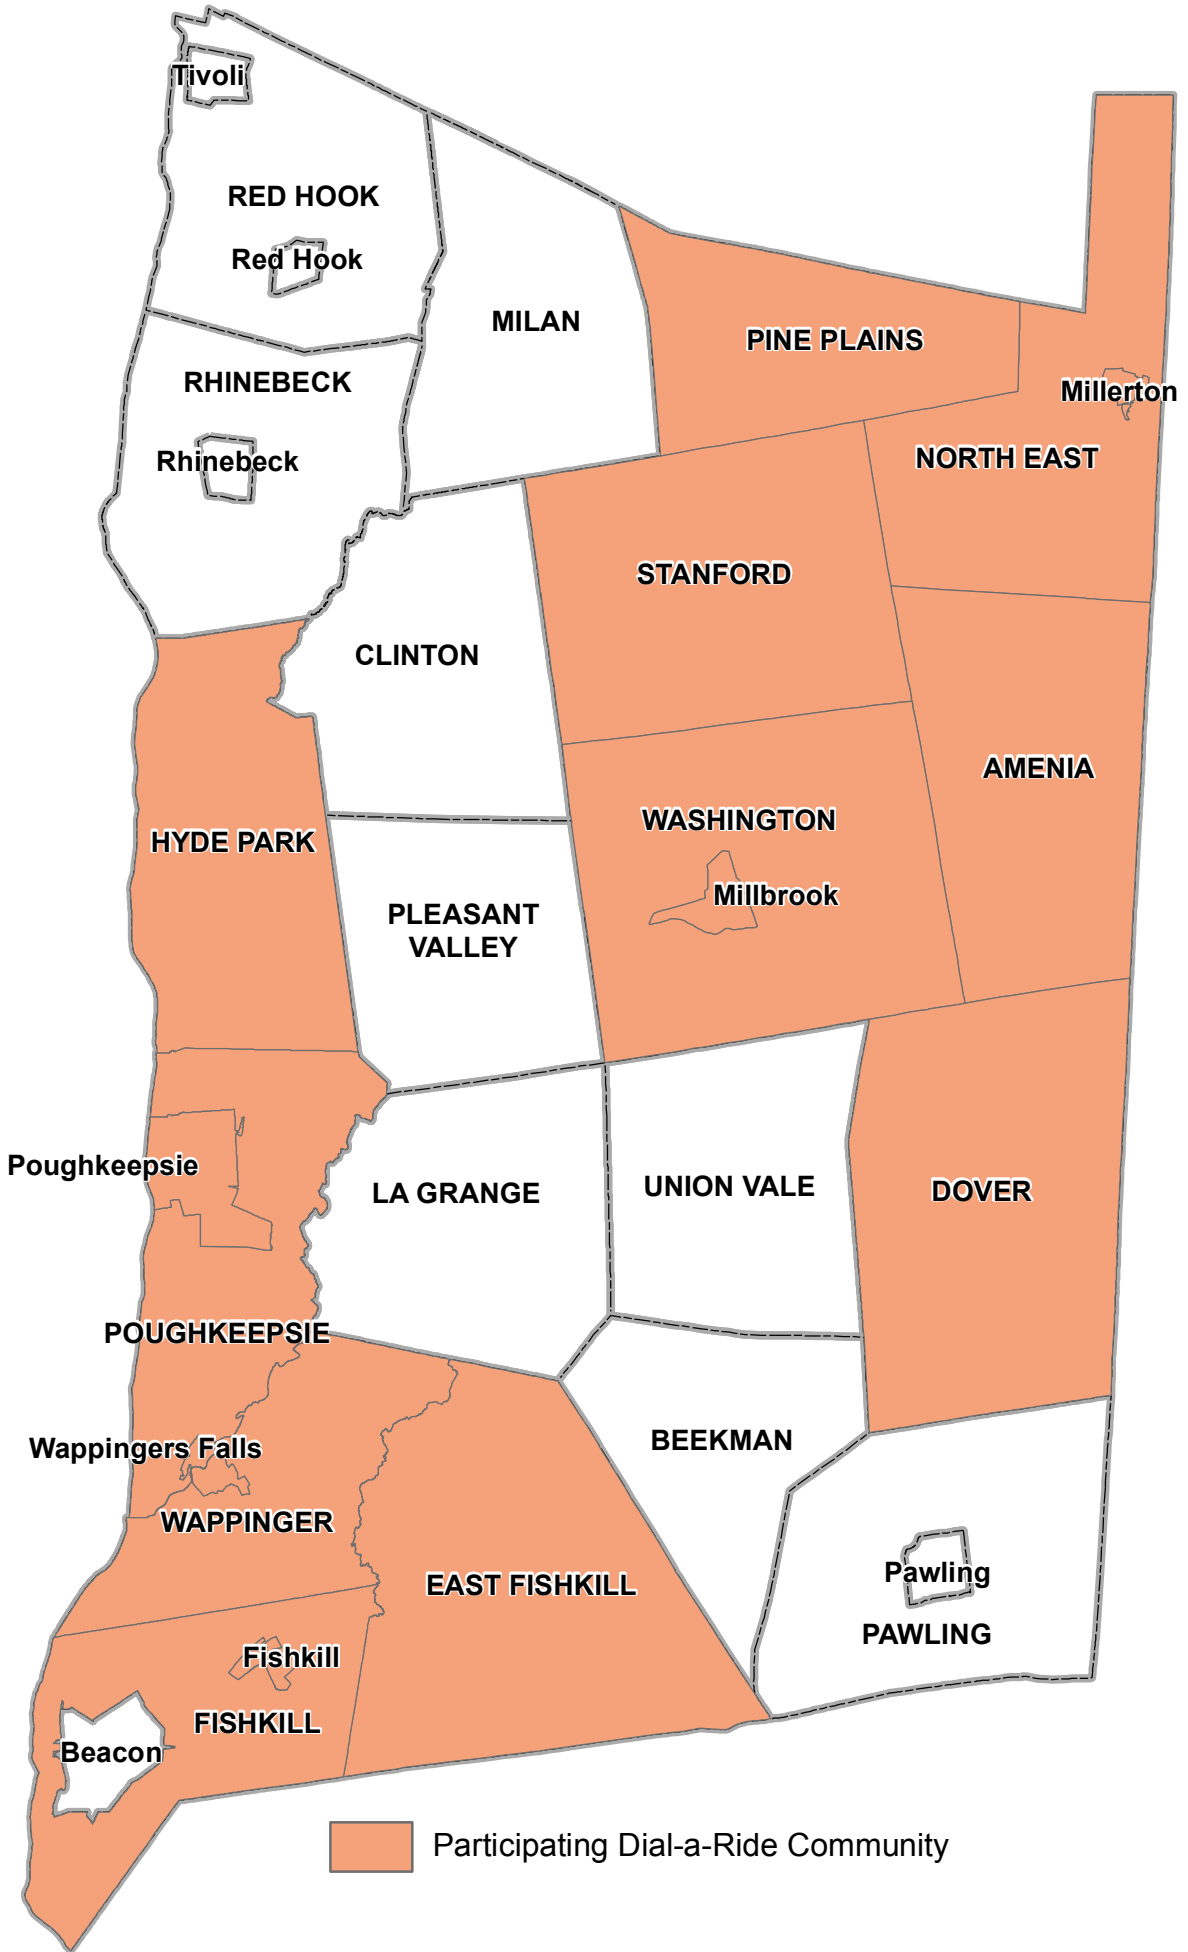 Tivoli
RED HOOK
Red Hook
MILAN
PINE PLAINS
RHINEBECK
Millerton
Rhinebeck
NORTH EAST
STANFORD
CLINTON
AMENIA
WASHINGTON
HYDE PARK
Millbrook
PLEASANT
VALLEY
Poughkeepsie
LA GRANGE
UNION VALE
DOVER
POUGHKEEPSIE
BEEKMAN
Wappingers Falls
WAPPINGER
Pawling
EAST FISHKILL
PAWLING
Fishkill
FISHKILL
Beacon
Participating Dial-a-Ride Community